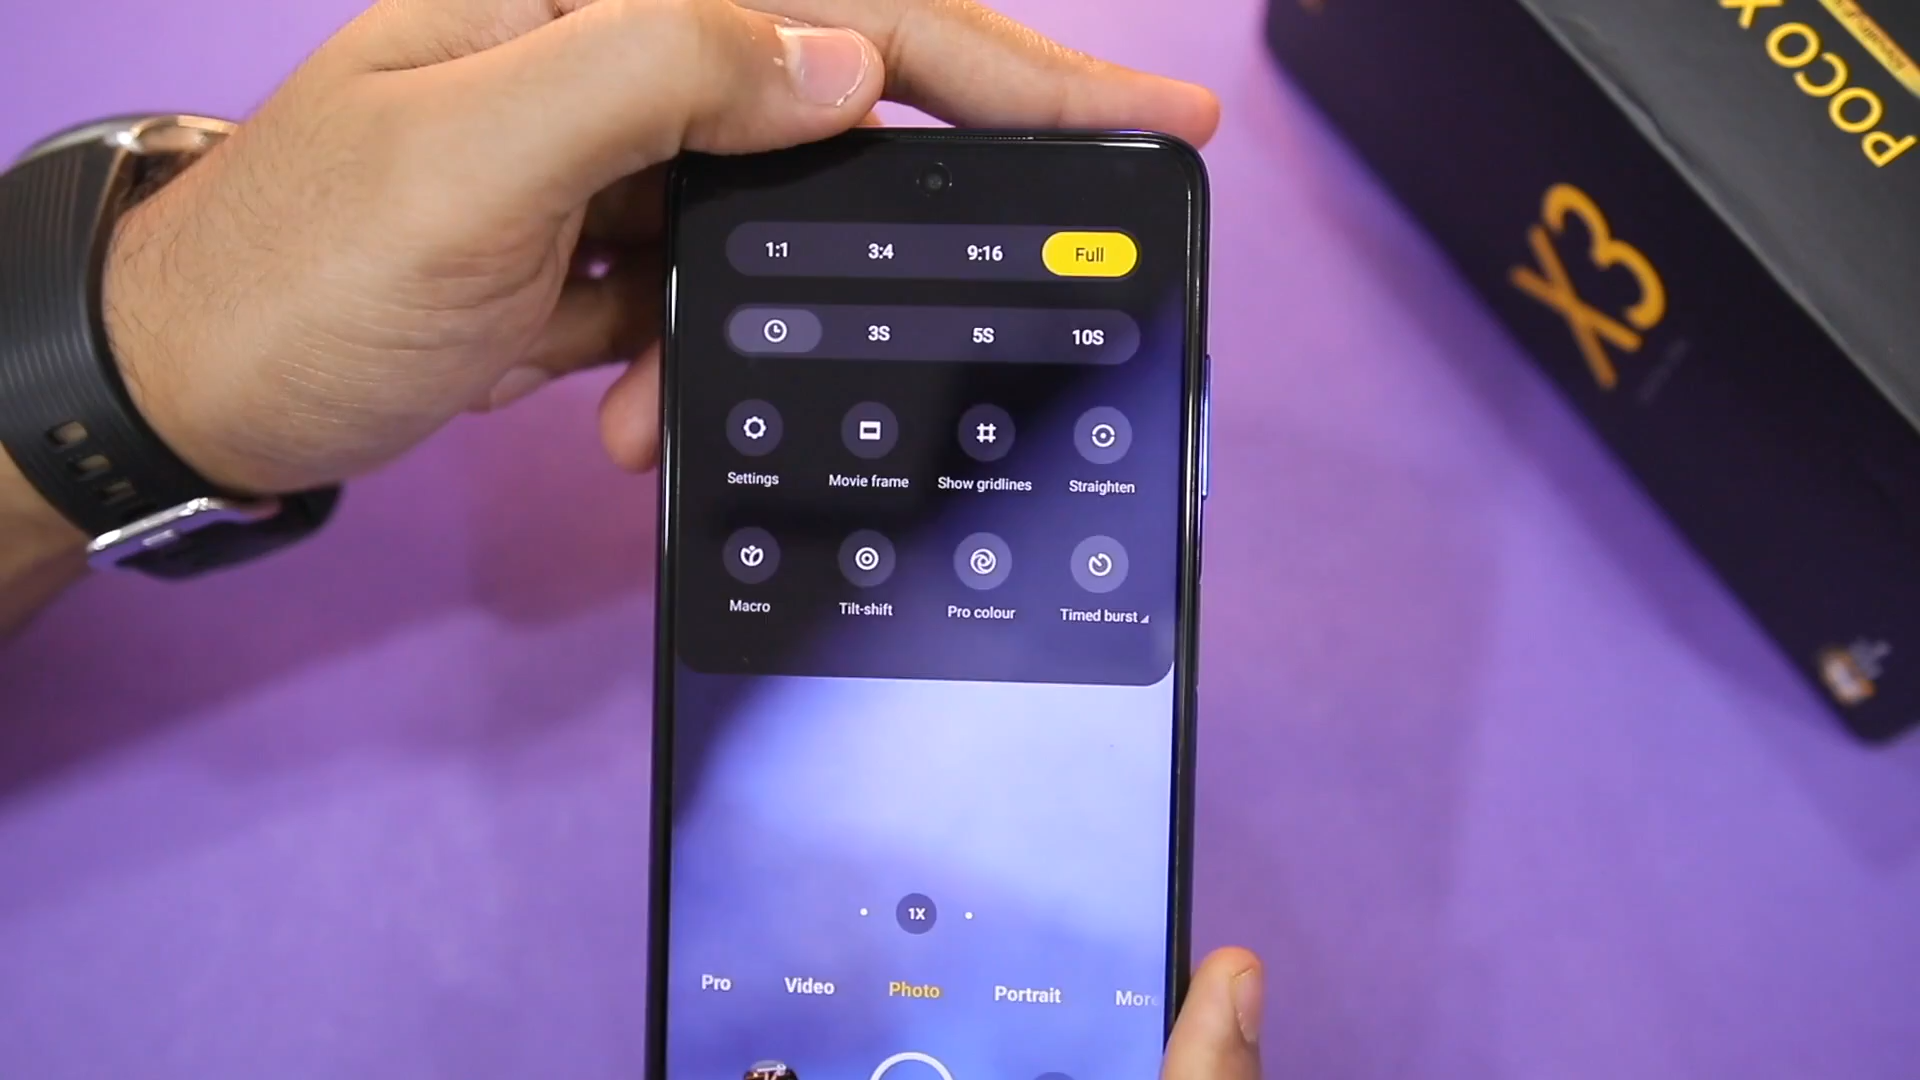 POCO X
X3
1:1 3:4 9:16 Full
3S 5S 10S
Settings Movie frame Show gridlines Straighten
Macro Tilt-shift Pro colour Timed burst
1X
Pro Video Photo Portrait More